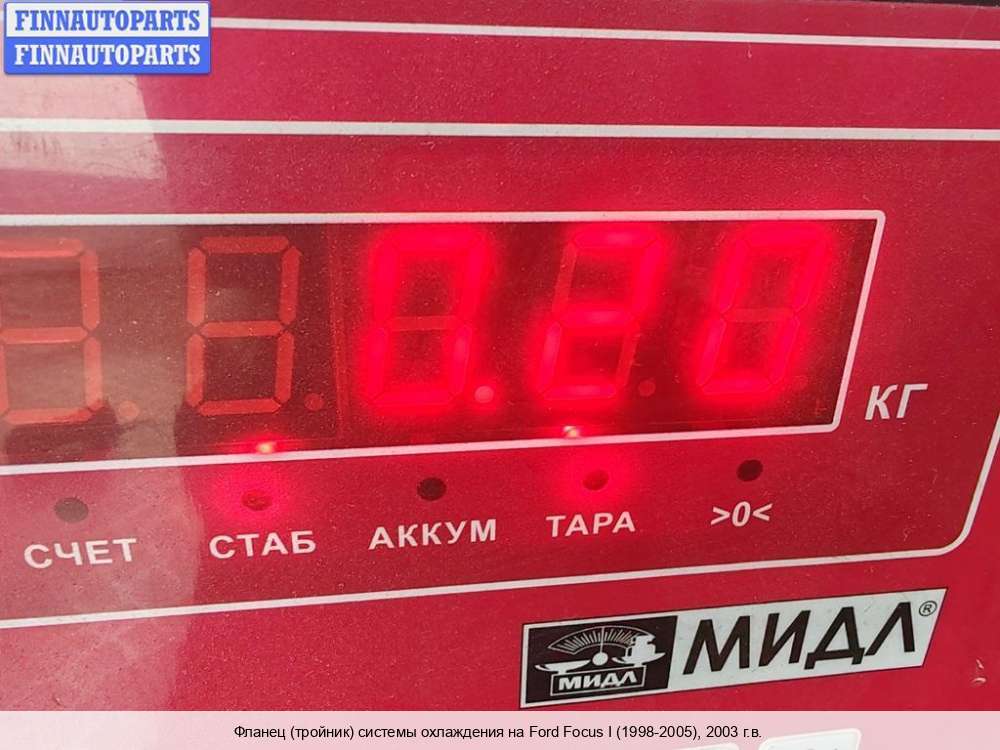 FINNAUTOPARTS
FINNAUTOPARTS
0.20
КГ
СЧЕТ СТАБ АККУМ ТАРА >0<
МИДЛ МИДЛ®
Фланец (тройник) системы охлаждения на Ford Focus I (1998-2005), 2003 г.в.